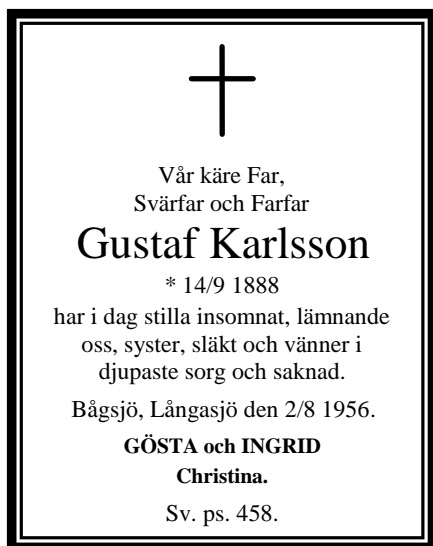 Vår käre Far,
Svärfar och Farfar
Gustaf Karlsson
* 14/9 1888
har i dag stilla insomnat, lämnande
oss, syster, släkt och vänner i
djupaste sorg och saknad.
Bågsjö, Långasjö den 2/8 1956.
GÖSTA och INGRID
Christina.
Sv. ps. 458.